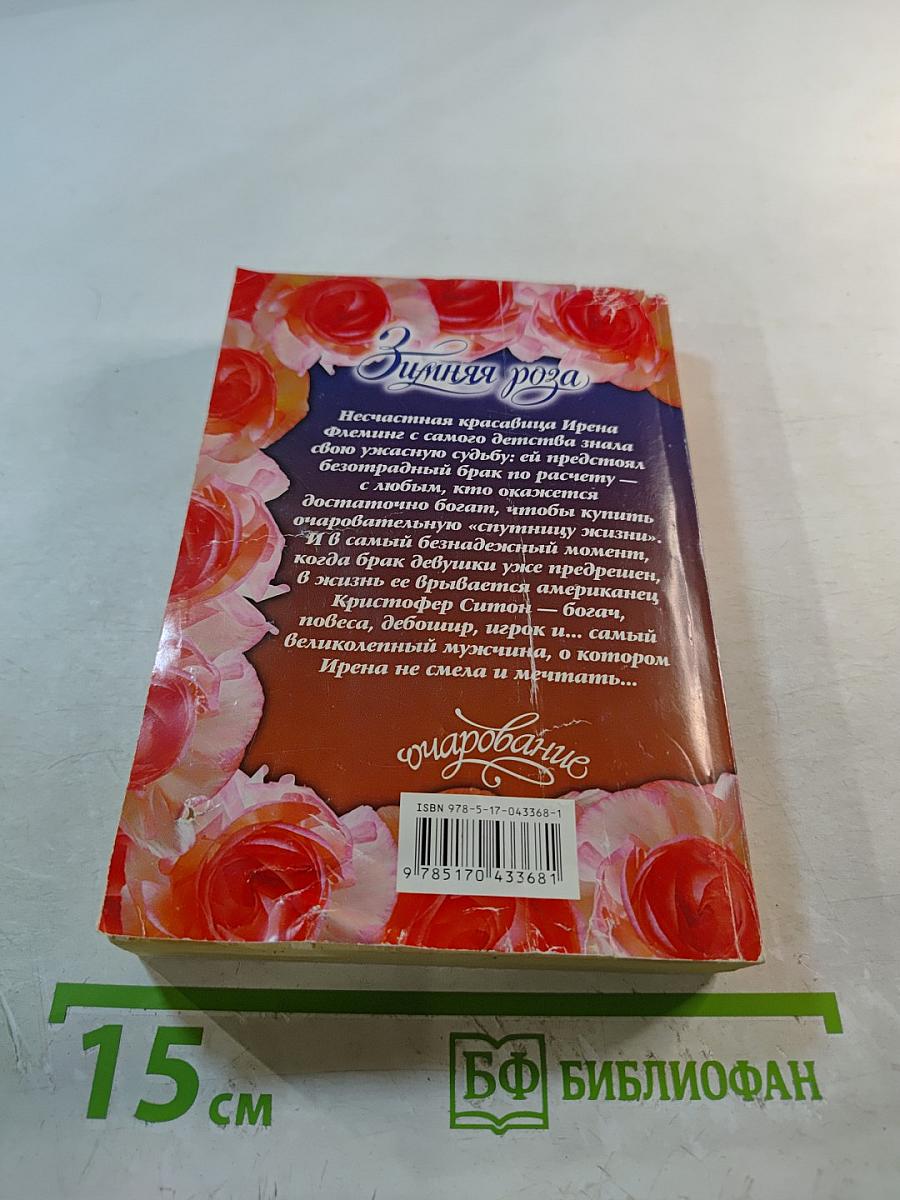 Зимняя роза
Несчастная красавица Ирена
Флеминг с самого детства знала
свою ужасную судьбу: ей предстоял
безотрадный брак по расчету —
с любым, кто окажется
достаточно богат, чтобы купить
очаровательную «спутницу жизни».
И в самый безнадежный момент,
когда брак девушки уже предрешен,
в жизнь ее врывается американец
Кристофер Ситон — богач,
повеса, дебошир, игрок и... самый
великолепный мужчина, о котором
Ирена не смела и мечтать...
очарование
ISBN 978-5-17-043368-1
9 785170 433681
15 см
БФ БИБЛИОФАН